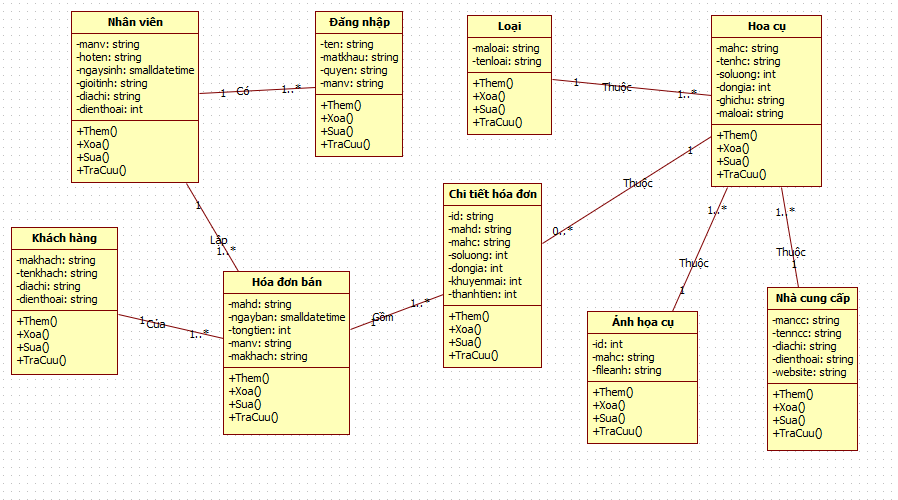 Nhân viên
-manv: string
-hoten: string
-ngaysinh: smalldatetime
-gioitinh: string
-diachi: string
-dienthoai: int
+Them()
+Xoa()
+Sua()
+TraCuu()
1 Có 1..*
Đăng nhập
-ten: string
-matkhau: string
-quyen: string
-manv: string
+Them()
+Xoa()
+Sua()
+TraCuu()
Loại
-maloai: string
-tenloai: string
+Them()
+Xoa()
+Sua()
+TraCuu()
1 Thuộc 1..*
Hoa cụ
-mahc: string
-tenhc: string
-soluong: int
-dongia: int
-ghichu: string
-maloai: string
+Them()
+Xoa()
+Sua()
+TraCuu()
1
Thuộc
0..*
1
Lập
1..*
Chi tiết hóa đơn
-id: string
-mahd: string
-mahc: string
-soluong: int
-dongia: int
-khuyenmai: int
-thanhtien: int
+Them()
+Xoa()
+Sua()
+TraCuu()
1..*
Thuộc
1
1..*
Thuộc
1
Khách hàng
-makhach: string
-tenkhach: string
-diachi: string
-dienthoai: string
+Them()
+Xoa()
+Sua()
+TraCuu()
1 Của 1..*
Hóa đơn bán
-mahd: string
-ngayban: smalldatetime
-tongtien: int
-manv: string
-makhach: string
+Them()
+Xoa()
+Sua()
+TraCuu()
1 Gồm 1..*
Ảnh họa cụ
-id: int
-mahc: string
-fileanh: string
+Them()
+Xoa()
+Sua()
+TraCuu()
Nhà cung cấp
-mancc: string
-tenncc: string
-diachi: string
-dienthoai: string
-website: string
+Them()
+Xoa()
+Sua()
+TraCuu()